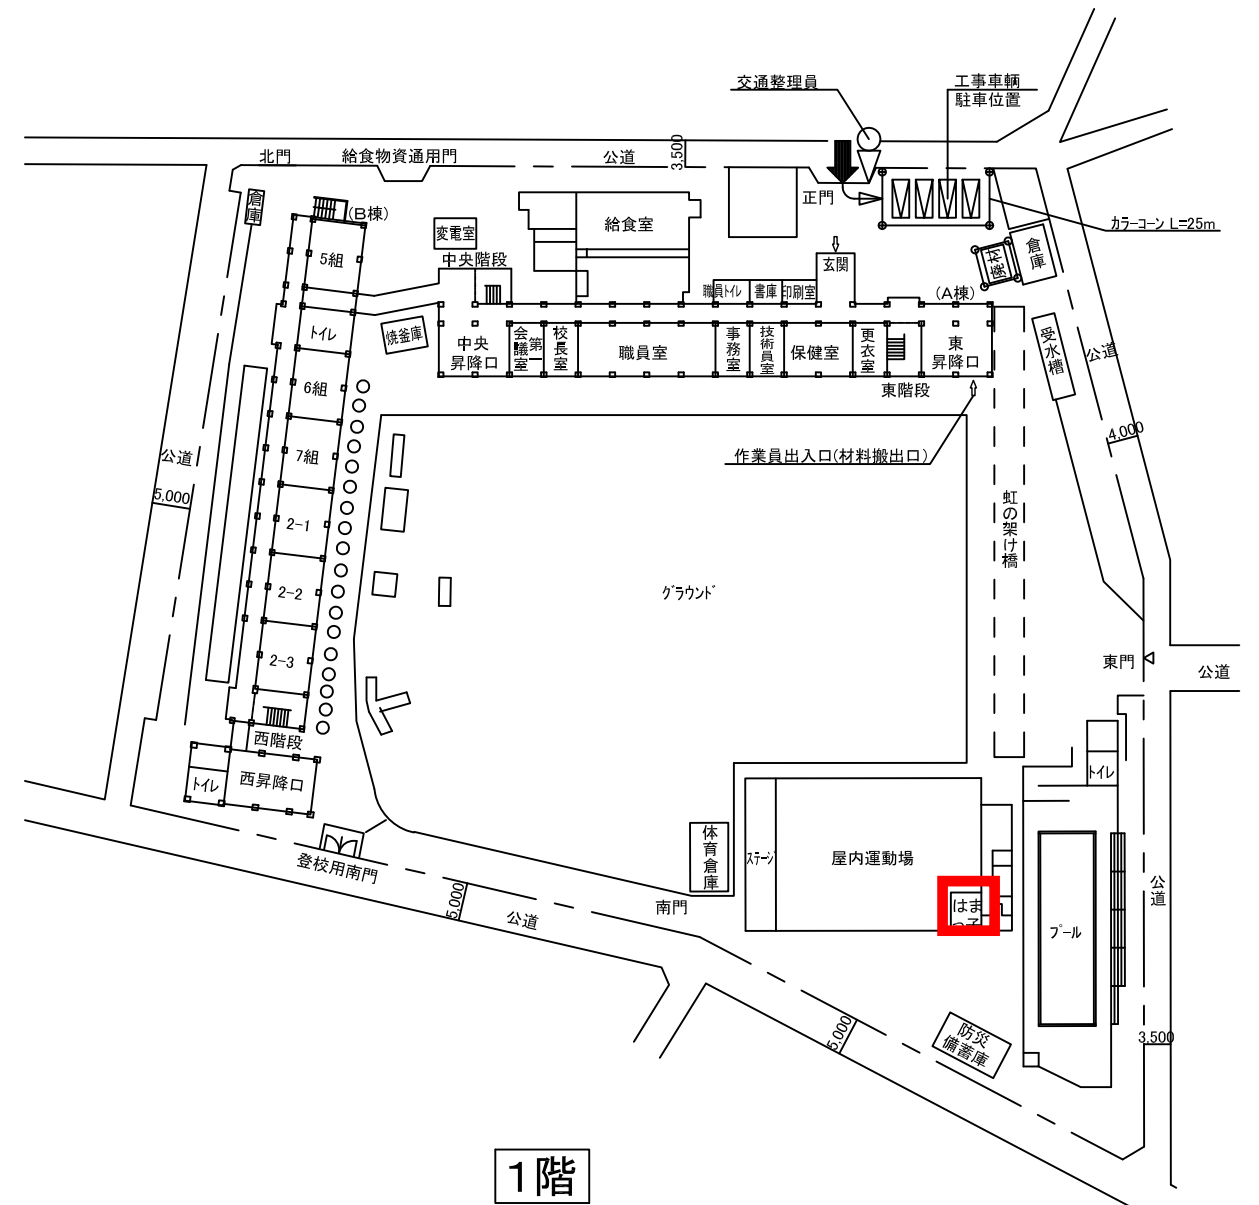 交通整理員
工事車輌
駐車位置
北門
給食物資通用門
公道
3,500
正門
倉庫
(B棟)
給食室
カラーコーン L=25m
変電室
中央階段
玄関
廃材
倉庫
5組
職員トイレ
書庫
印刷室
(A棟)
トイレ
焼釜庫
中央
昇降口
第一
会議室
校長室
職員室
事務室
技術員室
保健室
更衣室
東
昇降口
受水槽
公道
東階段
6組
4,000
公道
7組
作業員出入口(材料搬出口)
5,000
2-1
虹の架け橋
2-2
グラウンド
2-3
東門
公道
西階段
トイレ
西昇降口
トイレ
体育倉庫
ステージ
屋内運動場
登校用南門
5,000
公道
南門
はま
っ子
プール
公道
5,000
防災
備蓄庫
3,500
1階